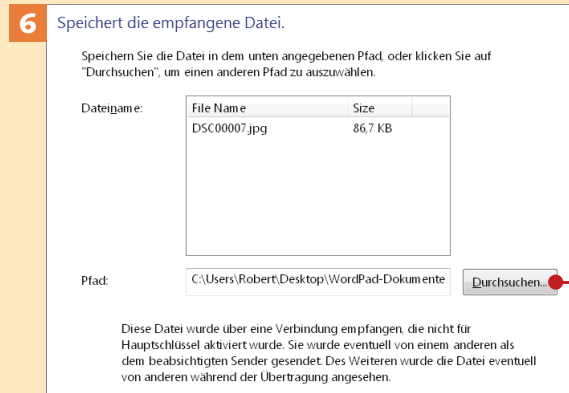 6
Speichert die empfangene Datei.
Speichern Sie die Datei in dem unten angegebenen Pfad, oder klicken Sie auf
"Durchsuchen", um einen anderen Pfad zu auszuwählen.
Dateiname:
File Name Size
DSC00007.jpg 86,7 KB
Pfad:
C:\Users\Robert\Desktop\WordPad-Dokumente
Durchsuchen...
Diese Datei wurde über eine Verbindung empfangen, die nicht für
Hauptschlüssel aktiviert wurde. Sie wurde eventuell von einem anderen als
dem beabsichtigten Sender gesendet. Des Weiteren wurde die Datei eventuell
von anderen während der Übertragung angesehen.